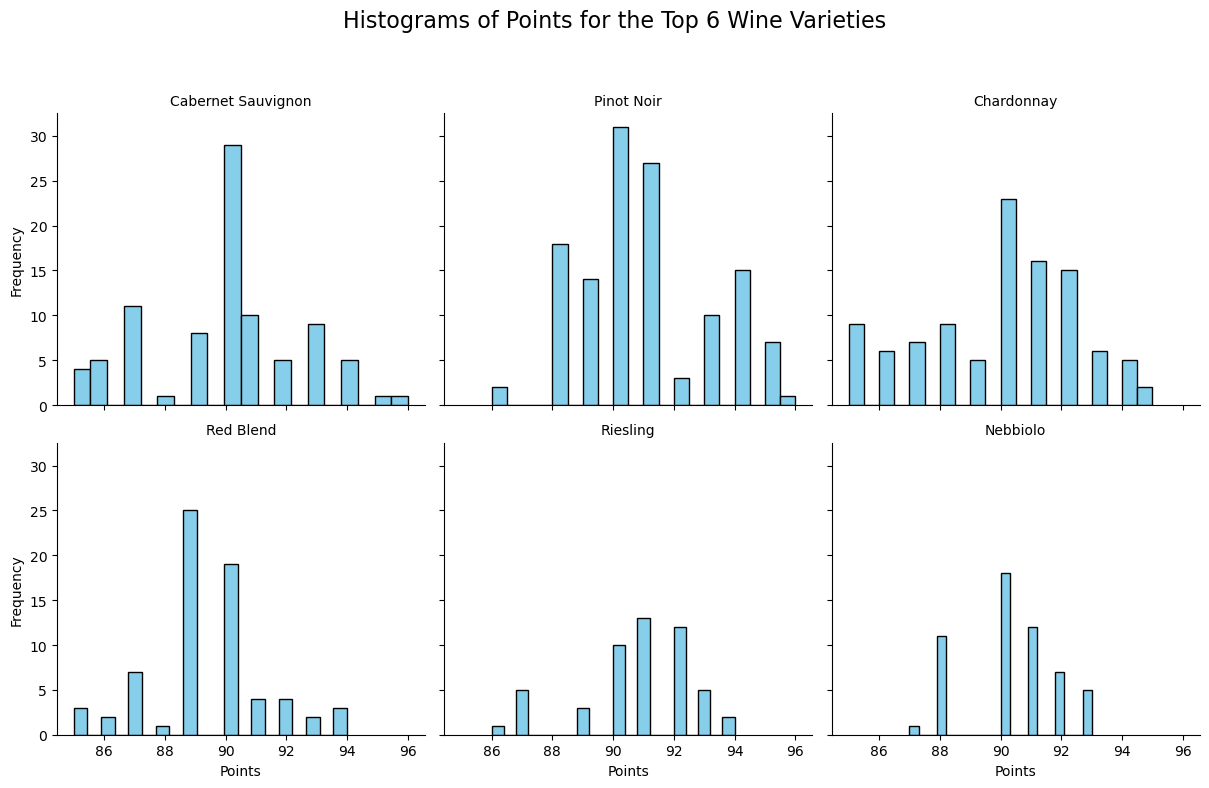 Histograms of Points for the Top 6 Wine Varieties
Cabernet Sauvignon
Pinot Noir
Chardonnay
30
25
20
15
10
5
0
Frequency
Red Blend
Riesling
Nebbiolo
30
25
20
15
10
5
0
Frequency
86 88 90 92 94 96
86 88 90 92 94 96
86 88 90 92 94 96
Points
Points
Points